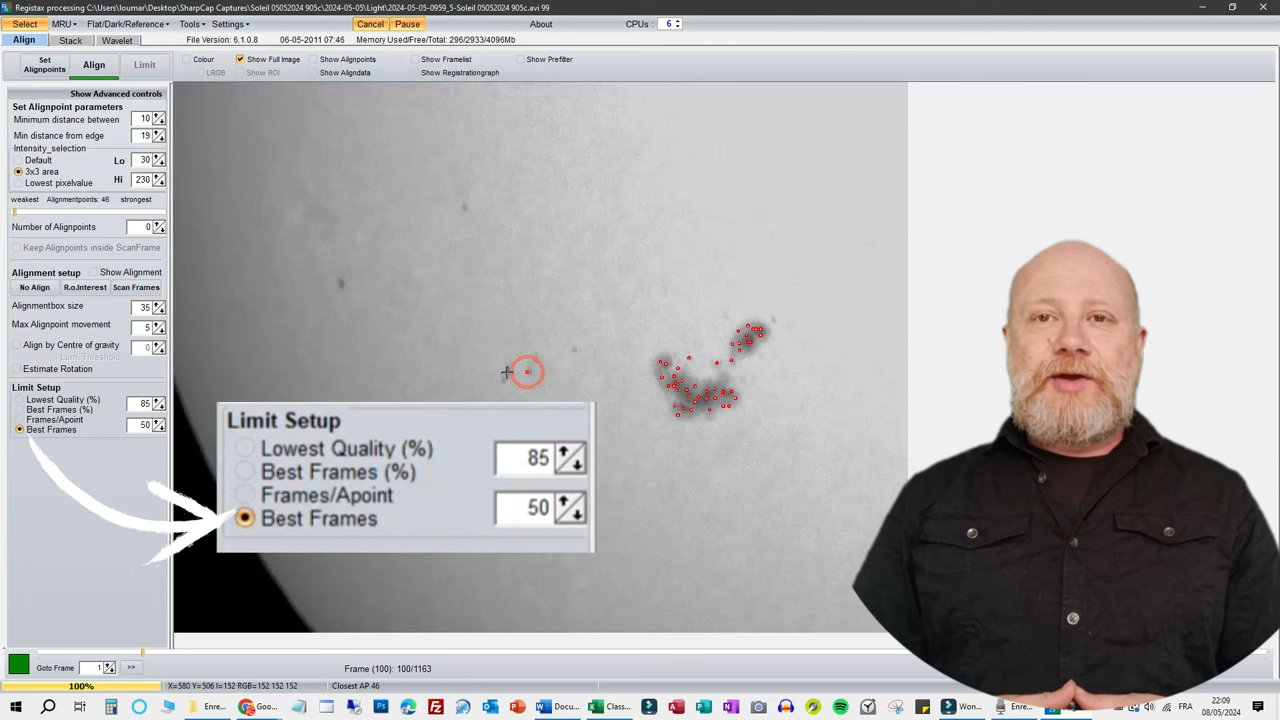 Registax processing C:\Users\loumar\Desktop\SharpCap Captures\Soleil 05052024 905c\2024-05-05\Light\2024-05-05-0959_5-Soleil 05052024 905c.avi 99
Select MRU Flat/Dark/Reference Tools Settings Cancel Pause About CPUs: 6
Align Stack Wavelet File Version: 6.1.0.8 06-05-2011 07:46 Memory Used/Free/Total: 296/2933/4096Mb
Set Alignpoints Align Limit
Colour Show Full Image Show Alignpoints Show Framelist Show Prefilter
LRGB Show ROI Show Aligndata Show Registrationgraph
Show Advanced controls
Set Alignpoint parameters
Minimum distance between 10
Min distance from edge 19
Intensity_selection
Default Lo 30
3x3 area
Lowest pixelvalue Hi 230
weakest Alignmentpoints: 46 strongest
Number of Alignpoints 0
Keep Alignpoints inside ScanFrame
Alignment setup Show Alignment
No Align R.o.Interest Scan Frames
Alignmentbox size 35
Max Alignpoint movement 5
Align by Centre of gravity 0
Lum. Threshold
Estimate Rotation
Limit Setup
Lowest Quality (%) 85
Best Frames (%)
Frames/Apoint 50
Best Frames
Limit Setup
Lowest Quality (%) 85
Best Frames (%)
Frames/Apoint 50
Best Frames
Goto Frame 1 >> Frame (100): 100/1163
100% X=580 Y=506 I=152 RGB=152 152 152 Closest AP 46
Enre... Goo... Docu... Class... Won... Enre... FRA 22:09
08/05/2024